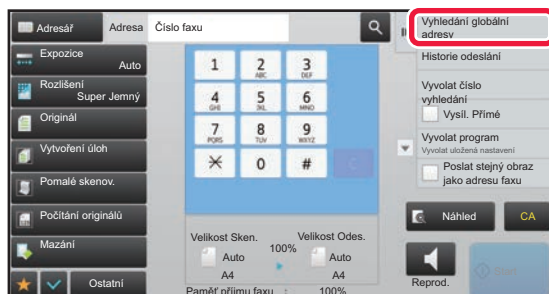 Adresář
Adresa
Číslo faxu
Expozice
Auto
Rozlišení
Super Jemný
Originál
Vytvoření úloh
Pomalé skenov.
Počítání originálů
Mazání
Ostatní
1
2
ABC
3
DEF
4
GHI
5
JKL
6
MNO
7
PQRS
8
TUV
9
WXYZ
0
#
C
Velikost Sken.
100%
Velikost Odes.
Auto
Auto
A4
A4
Paměť příjmu faxu : 100%
Vyhledání globální
adresy
Historie odeslání
Vyvolat číslo
vyhledání
Vysíl. Přímé
Vyvolat program
Vyvolat uložená nastavení
Poslat stejný obraz
jako adresu faxu
Náhled
CA
Reprod.
Start